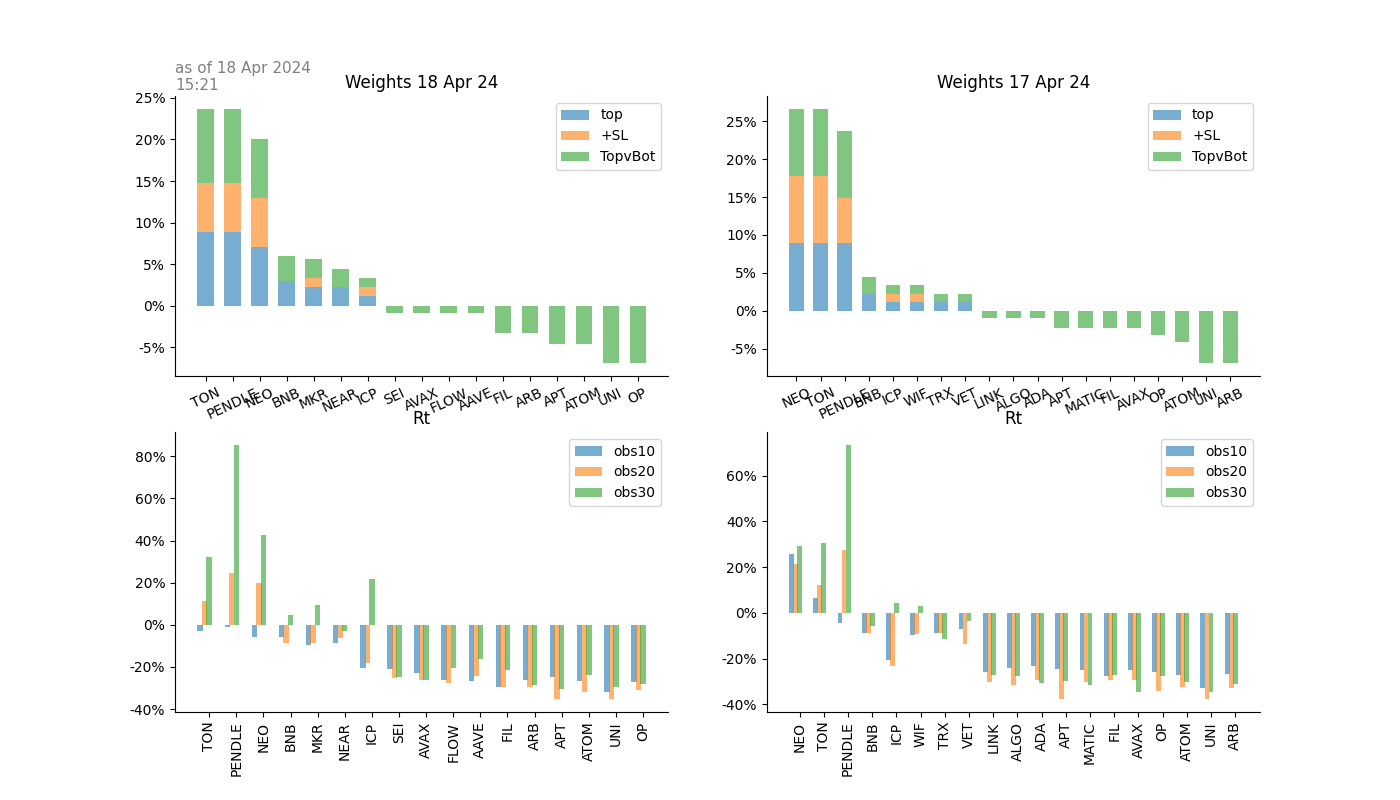 as of 18 Apr 2024
15:21
Weights 18 Apr 24
25%
20%
15%
10%
5%
0%
-5%
top
+SL
TopvBot
TON PENDLE NEO BNB MKR NEAR ICP SEI AVAX FLOW AAVE FIL ARB APT ATOM UNI OP
Weights 17 Apr 24
25%
20%
15%
10%
5%
0%
-5%
top
+SL
TopvBot
NEO TON PENDLE BNB ICP WIF TRX VET LINK ALGO ADA APT MATIC FIL AVAX OP ATOM UNI ARB
Rt
80%
60%
40%
20%
0%
-20%
-40%
obs10
obs20
obs30
TON PENDLE NEO BNB MKR NEAR ICP SEI AVAX FLOW AAVE FIL ARB APT ATOM UNI OP
Rt
60%
40%
20%
0%
-20%
-40%
obs10
obs20
obs30
NEO TON PENDLE BNB ICP WIF TRX VET LINK ALGO ADA APT MATIC FIL AVAX OP ATOM UNI ARB